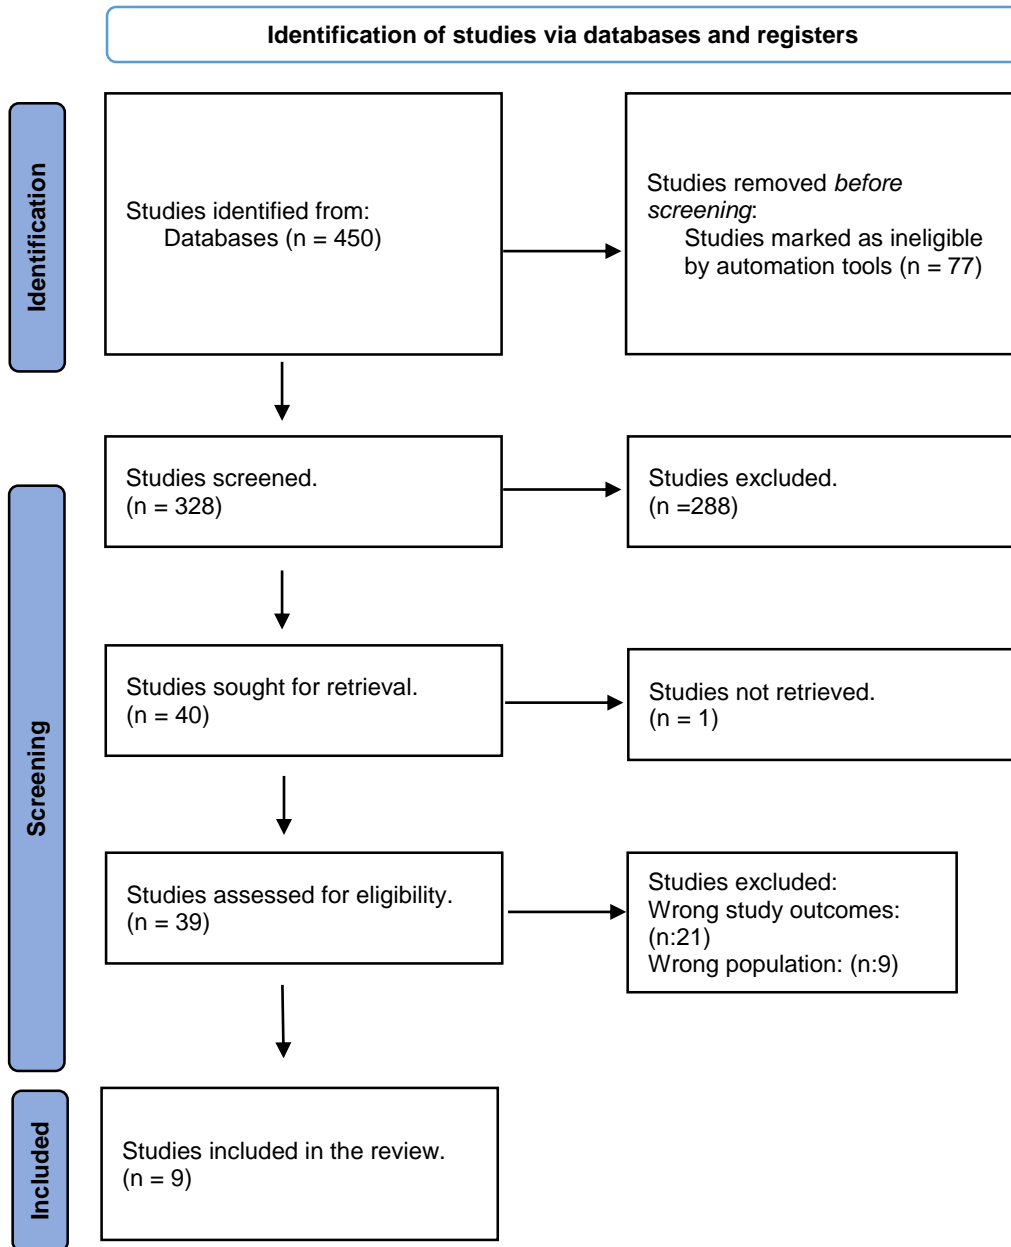 Identification of studies via databases and registers
Identification
Studies identified from:
Databases (n = 450)
Studies removed before
screening:
Studies marked as ineligible
by automation tools (n = 77)
Screening
Studies screened.
(n = 328)
Studies excluded.
(n =288)
Studies sought for retrieval.
(n = 40)
Studies not retrieved.
(n = 1)
Studies assessed for eligibility.
(n = 39)
Studies excluded:
Wrong study outcomes:
(n:21)
Wrong population: (n:9)
Included
Studies included in the review.
(n = 9)